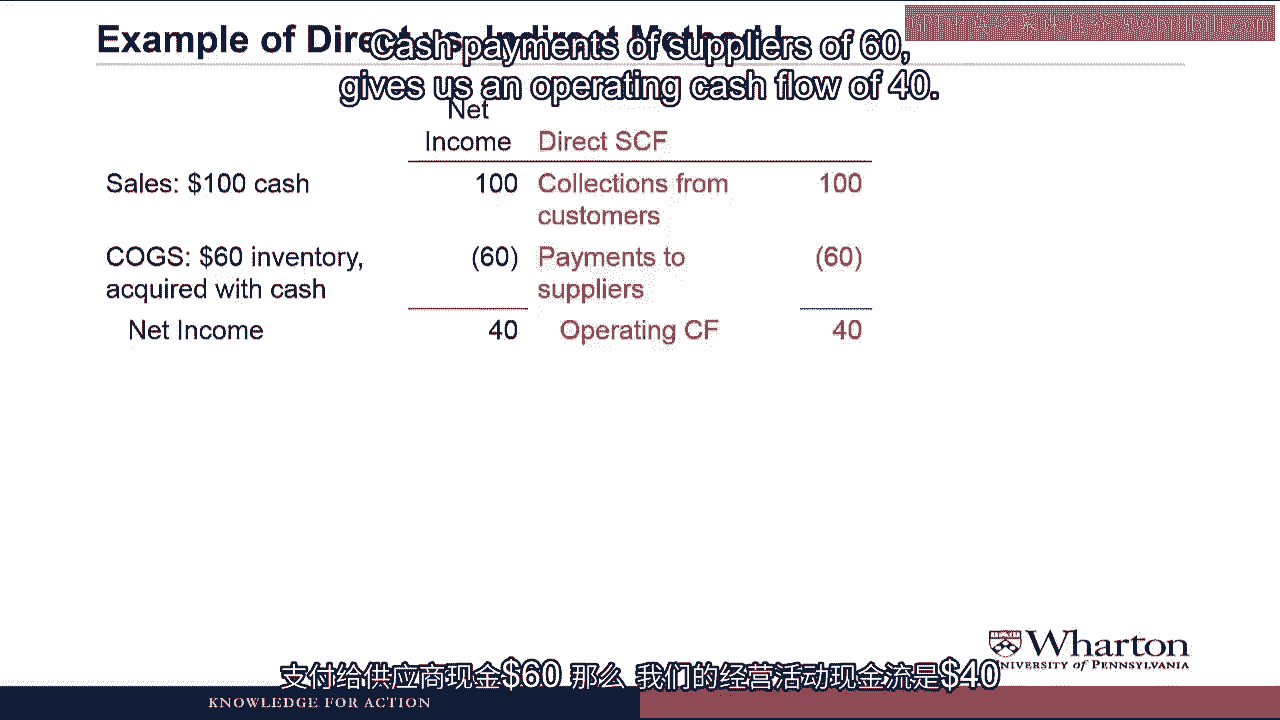 Example of Direct vs. Indirect Method I
Cash payments of suppliers of 60,
gives us an operating cash flow of 40.
Net
Income Direct SCF
Sales: $100 cash 100 Collections from 100
customers
COGS: $60 inventory, (60) Payments to (60)
acquired with cash suppliers
Net Income 40 Operating CF 40
Wharton
UNIVERSITY of PENNSYLVANIA
支付给供应商现金$60 那么 我们的经营活动现金流是$40
KNOWLEDGE FOR ACTION